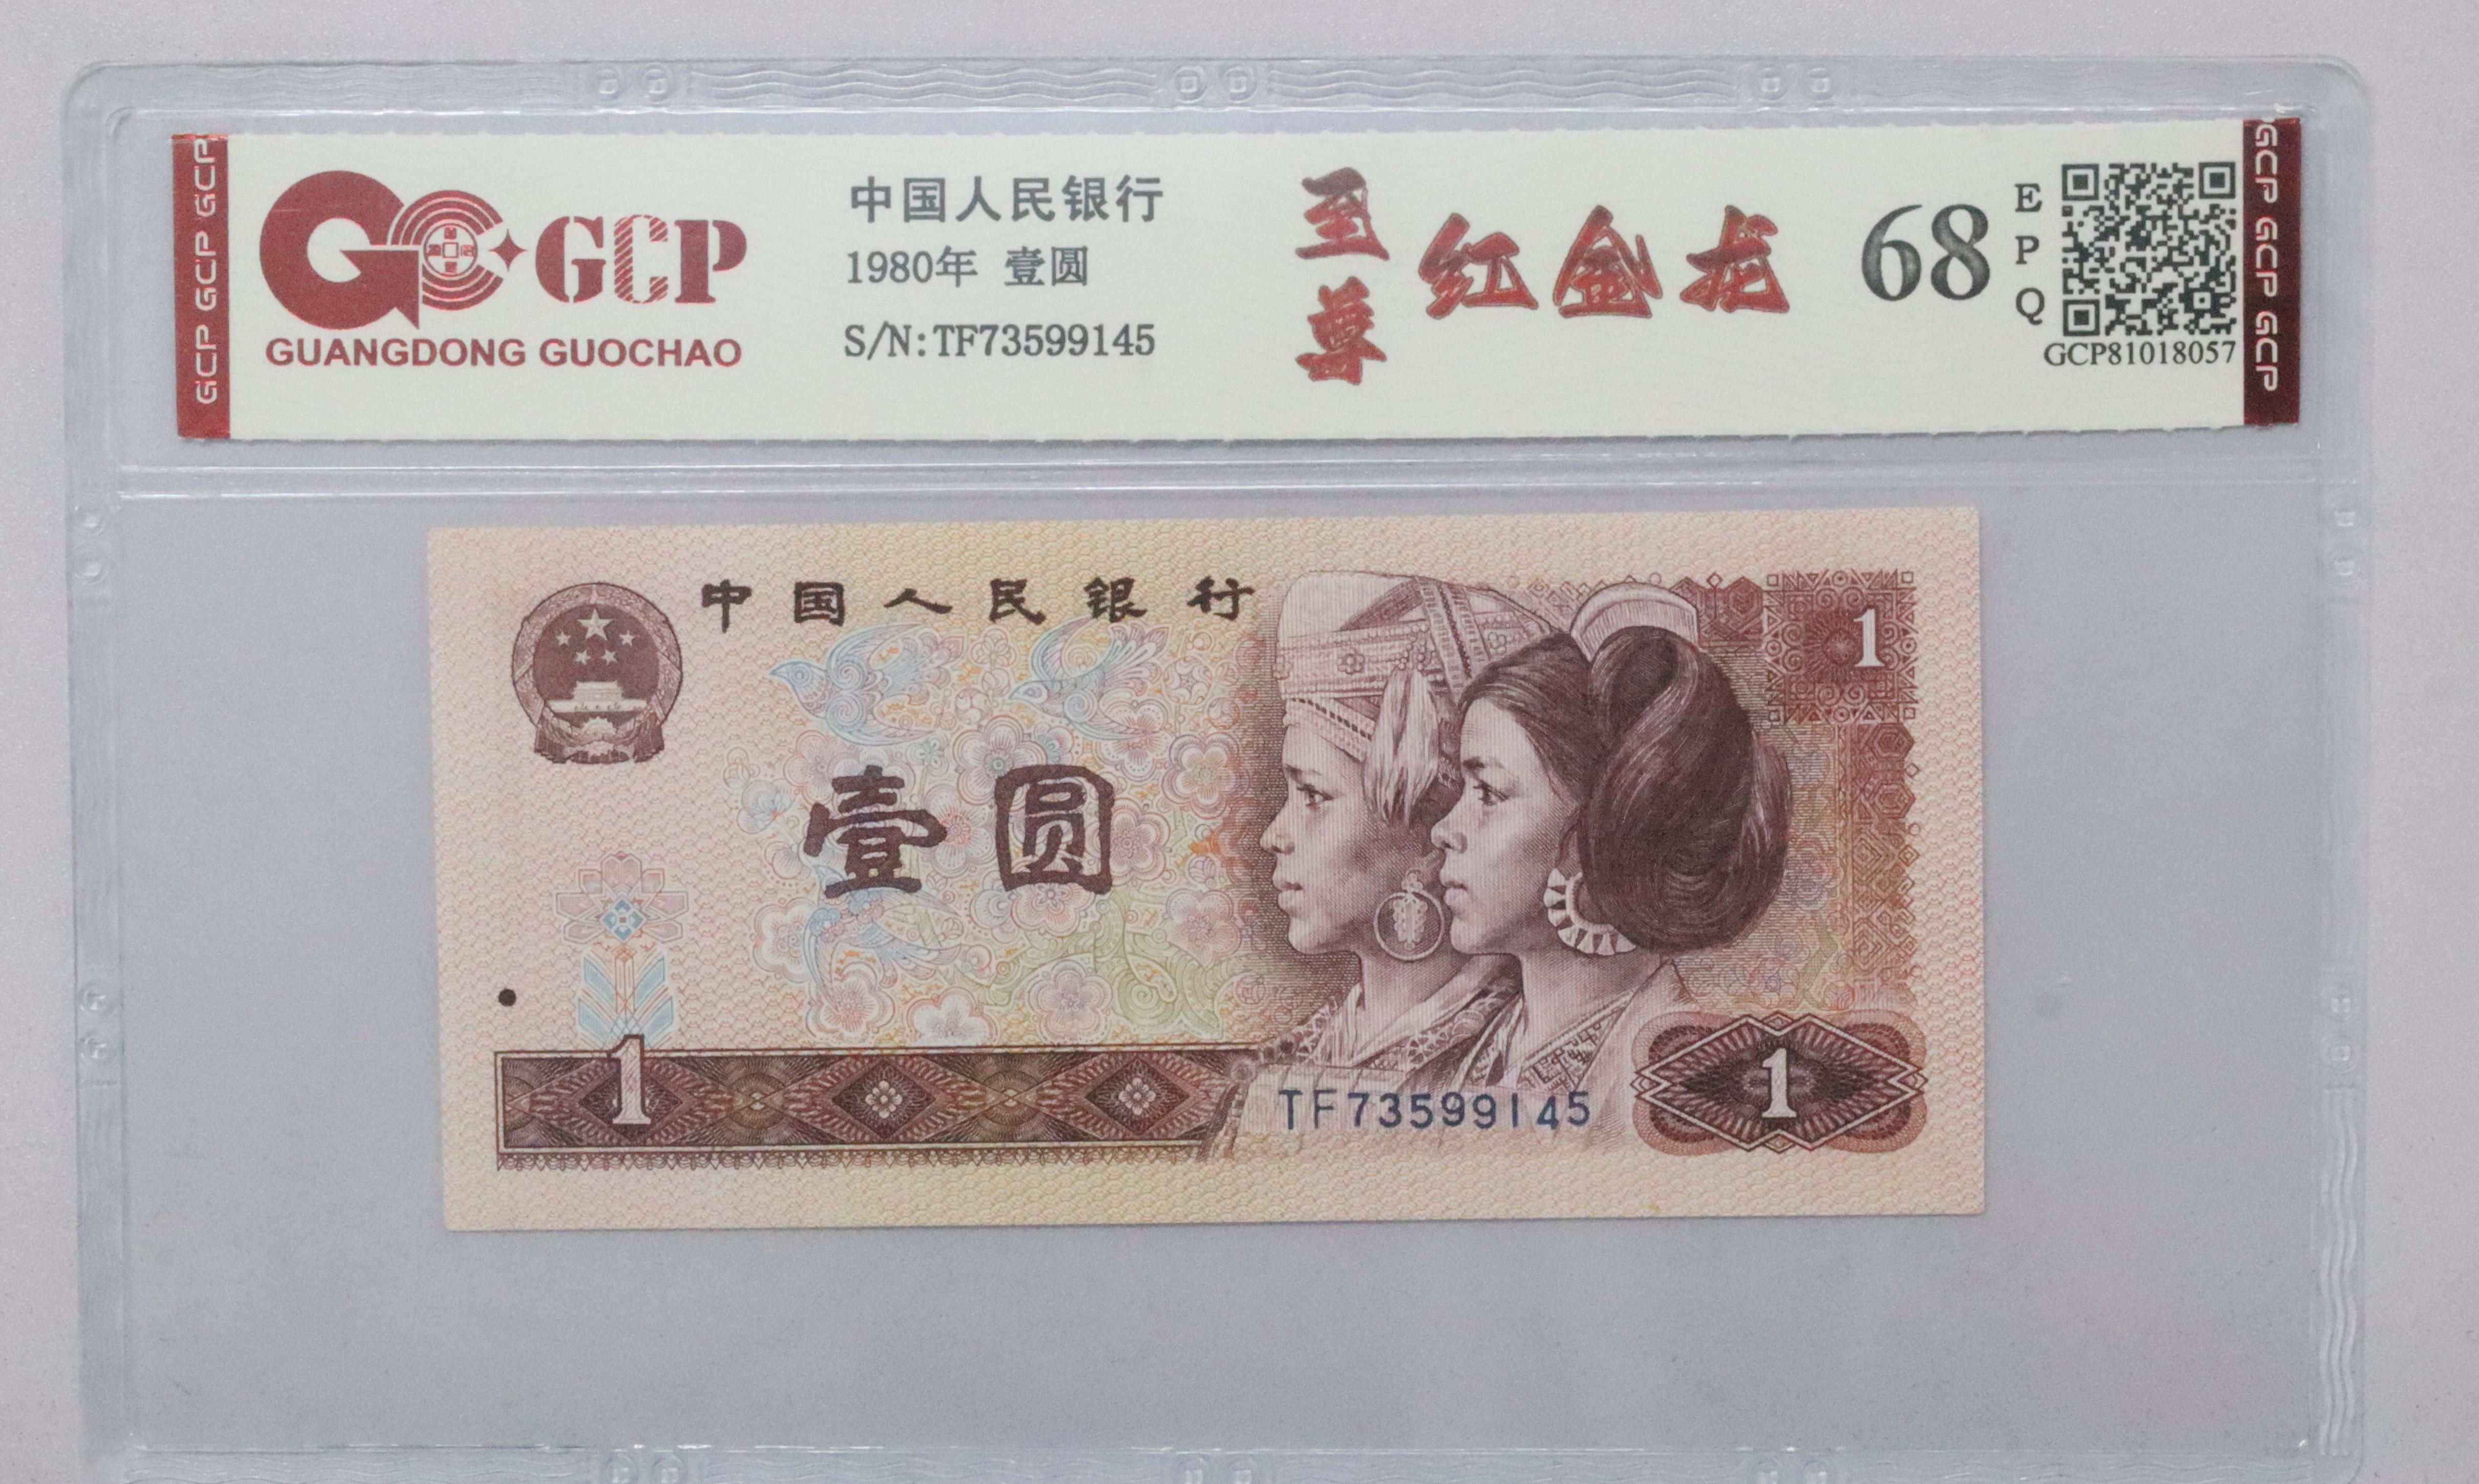 GCP GCP GCP
GCP
GUANGDONG GUOCHAO
中国人民银行
1980年 壹圆
S/N:TF73599145
至尊
红金龙
68
EPQ
GCP81018057
GCP GCP GCP
中国人民银行
1
壹圆
1
TF73599145
1